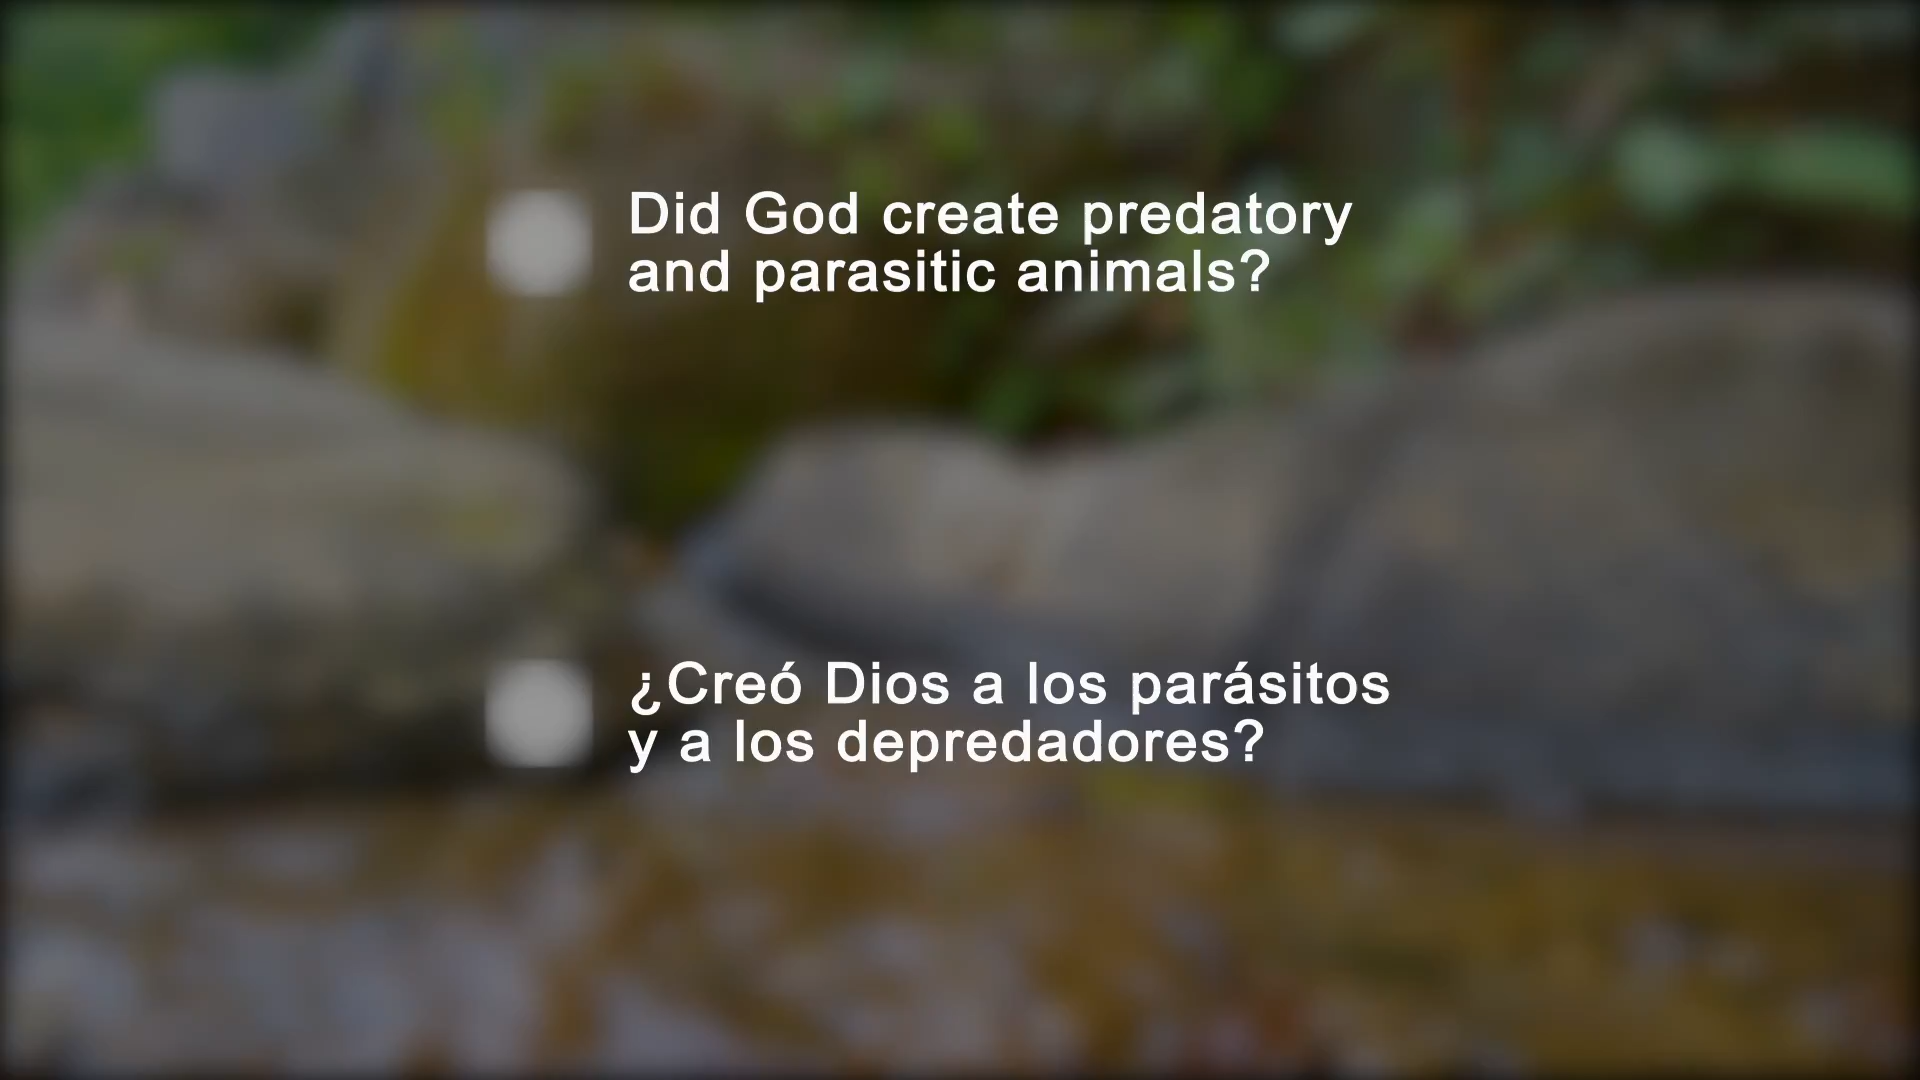 Did God create predatory
and parasitic animals?
¿Creó Dios a los parásitos
y a los depredadores?